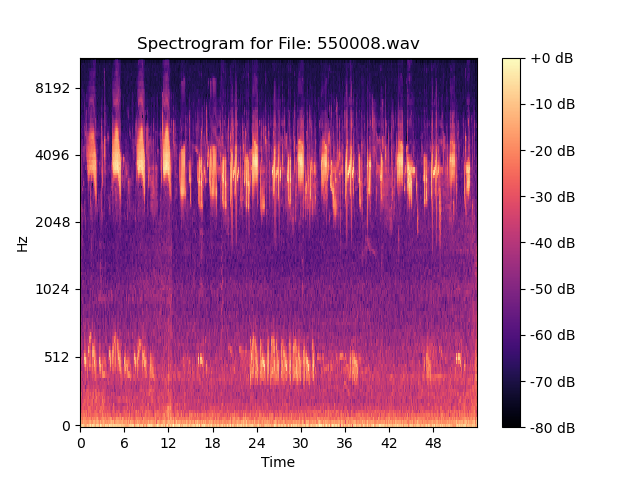 Spectrogram for File: 550008.wav
8192
4096
2048
1024
512
0
Hz
0 6 12 18 24 30 36 42 48
Time
+0 dB
-10 dB
-20 dB
-30 dB
-40 dB
-50 dB
-60 dB
-70 dB
-80 dB